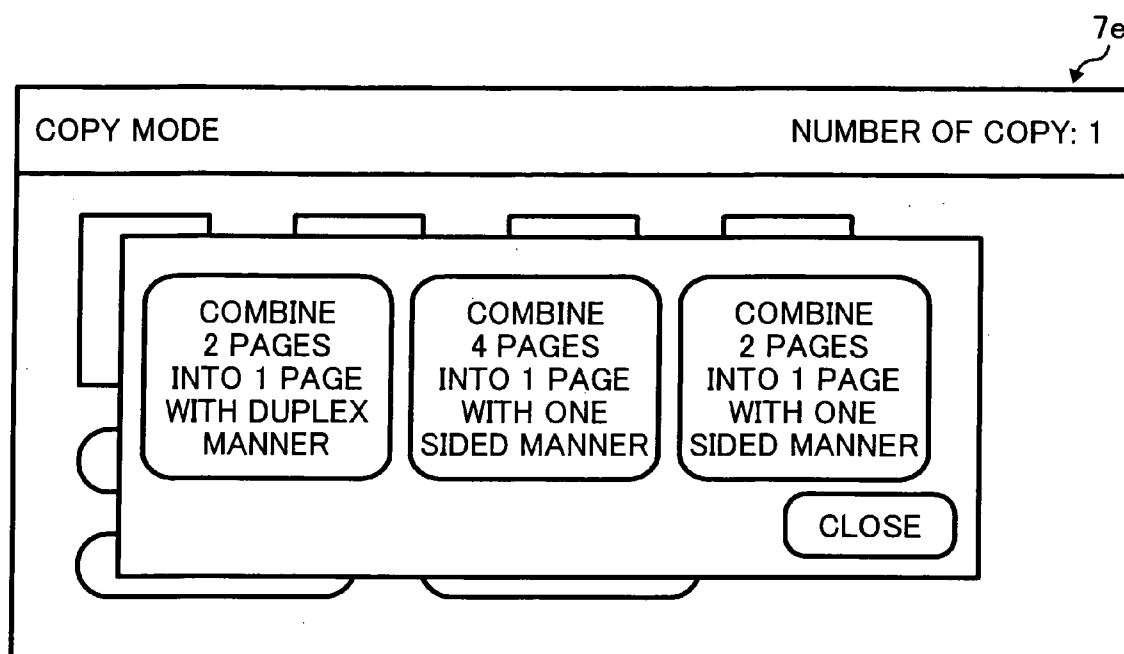 7e
COPY MODE
NUMBER OF COPY: 1
COMBINE
2 PAGES
INTO 1 PAGE
WITH DUPLEX
MANNER
COMBINE
4 PAGES
INTO 1 PAGE
WITH ONE
SIDED MANNER
COMBINE
2 PAGES
INTO 1 PAGE
WITH ONE
SIDED MANNER
CLOSE